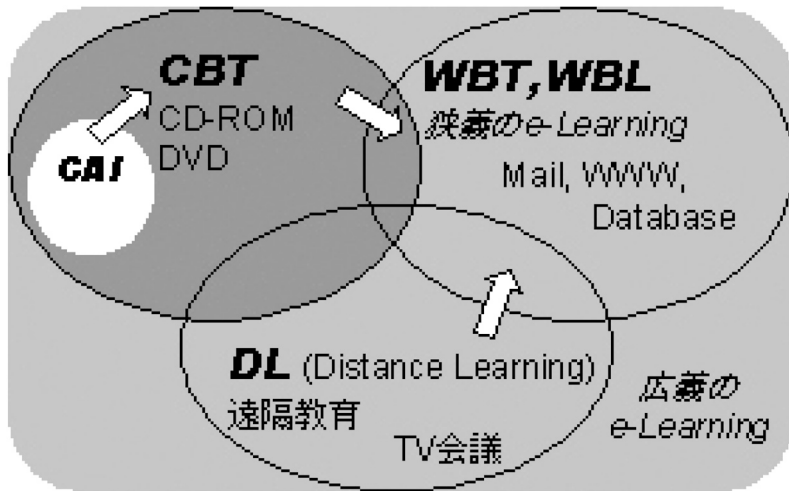 CBT
CD-ROM
DVD
CAI
WBT,WBL
狭義のe-Learning
Mail, WWW,
Database
DL (Distance Learning)
遠隔教育
TV会議
広義の
e-Learning